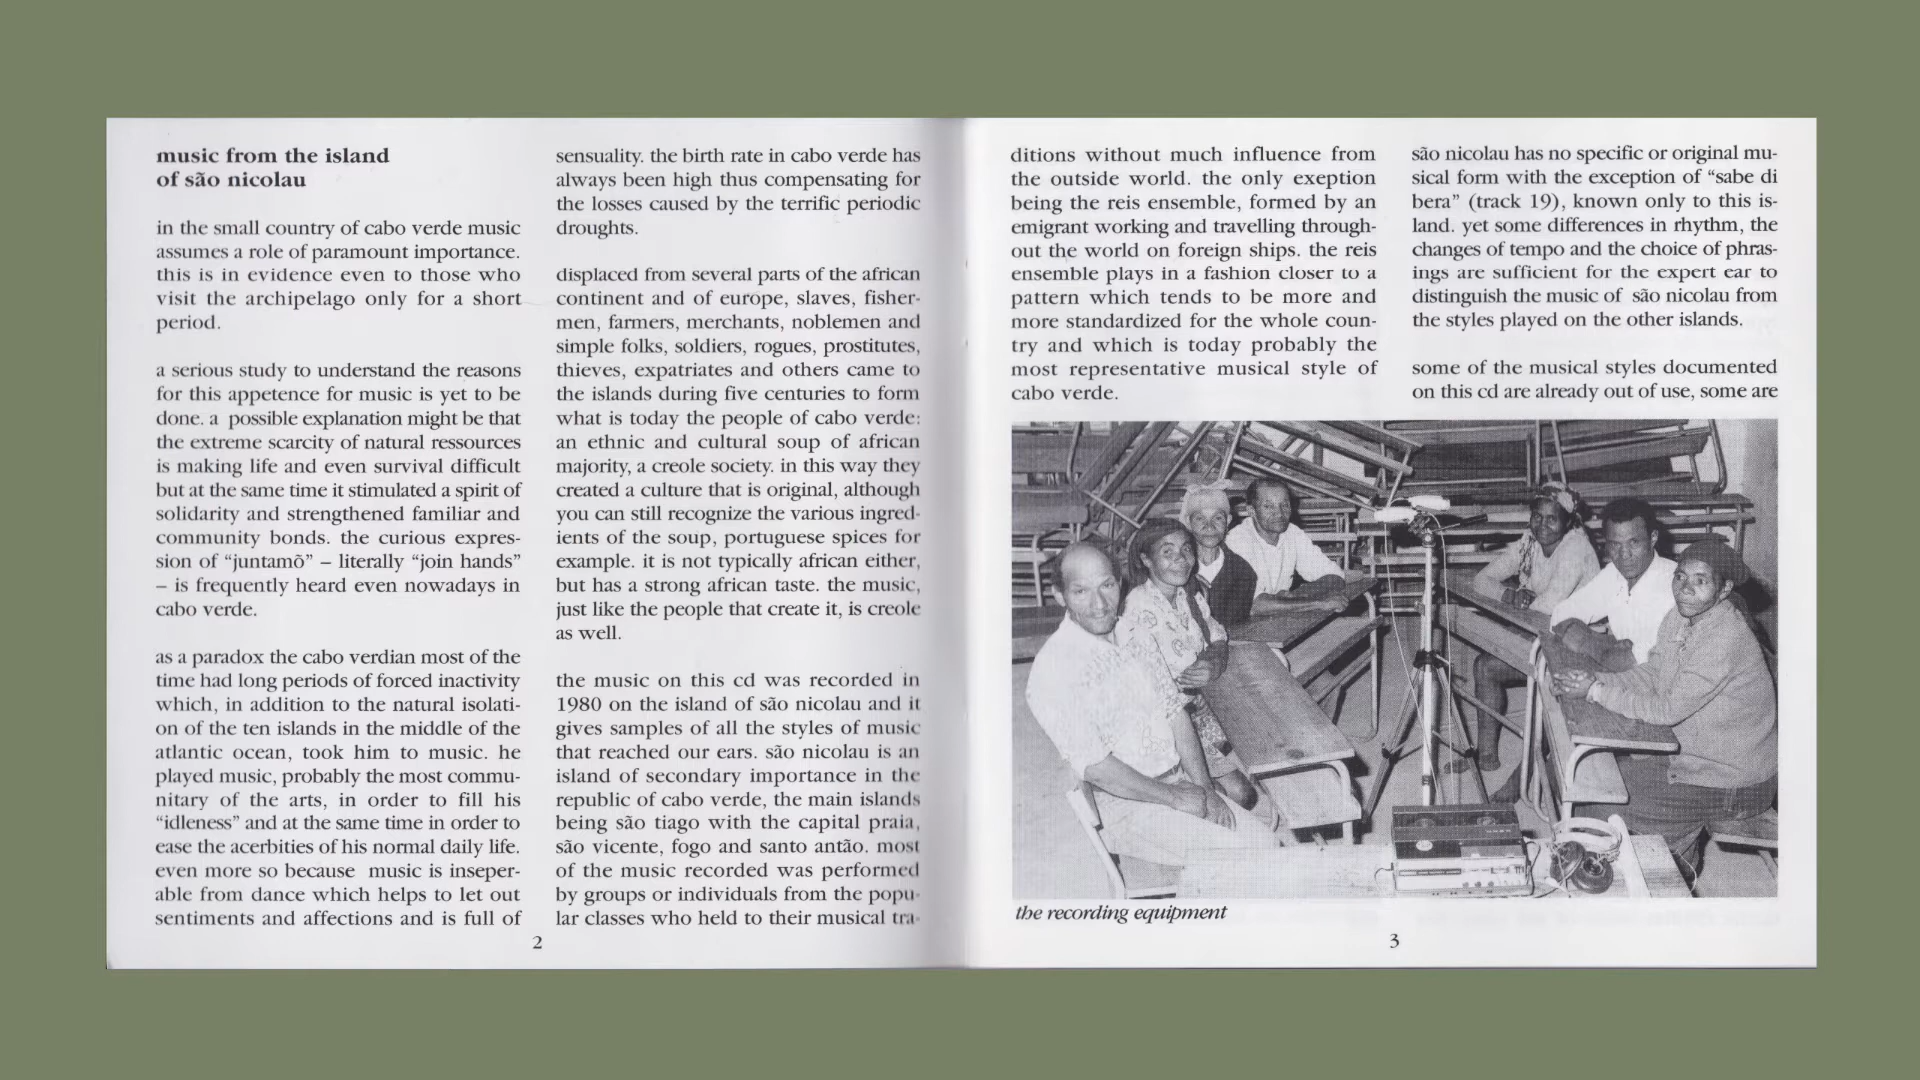 music from the island
of são nicolau
in the small country of cabo verde music
assumes a role of paramount importance.
this is in evidence even to those who
visit the archipelago only for a short
period.
a serious study to understand the reasons
for this appetence for music is yet to be
done. a possible explanation might be that
the extreme scarcity of natural ressources
is making life and even survival difficult
but at the same time it stimulated a spirit of
solidarity and strengthened familiar and
community bonds. the curious expres-
sion of “juntamõ” – literally “join hands”
– is frequently heard even nowadays in
cabo verde.
as a paradox the cabo verdian most of the
time had long periods of forced inactivity
which, in addition to the natural isolati-
on of the ten islands in the middle of the
atlantic ocean, took him to music. he
played music, probably the most commu-
nitary of the arts, in order to fill his
“idleness” and at the same time in order to
ease the acerbities of his normal daily life.
even more so because music is inseper-
able from dance which helps to let out
sentiments and affections and is full of
2
sensuality. the birth rate in cabo verde has
always been high thus compensating for
the losses caused by the terrific periodic
droughts.
displaced from several parts of the african
continent and of europe, slaves, fisher-
men, farmers, merchants, noblemen and
simple folks, soldiers, rogues, prostitutes,
thieves, expatriates and others came to
the islands during five centuries to form
what is today the people of cabo verde:
an ethnic and cultural soup of african
majority, a creole society. in this way they
created a culture that is original, although
you can still recognize the various ingred-
ients of the soup, portuguese spices for
example. it is not typically african either,
but has a strong african taste. the music,
just like the people that create it, is creole
as well.
the music on this cd was recorded in
1980 on the island of são nicolau and it
gives samples of all the styles of music
that reached our ears. são nicolau is an
island of secondary importance in the
republic of cabo verde, the main islands
being são tiago with the capital praia,
são vicente, fogo and santo antão. most
of the music recorded was performed
by groups or individuals from the popu-
lar classes who held to their musical tra-
ditions without much influence from
the outside world. the only exeption
being the reis ensemble, formed by an
emigrant working and travelling through-
out the world on foreign ships. the reis
ensemble plays in a fashion closer to a
pattern which tends to be more and
more standardized for the whole coun-
try and which is today probably the
most representative musical style of
cabo verde.
são nicolau has no specific or original mu-
sical form with the exception of “sabe di
bera” (track 19), known only to this is-
land. yet some differences in rhythm, the
changes of tempo and the choice of phras-
ings are sufficient for the expert ear to
distinguish the music of são nicolau from
the styles played on the other islands.
some of the musical styles documented
on this cd are already out of use, some are
the recording equipment
3